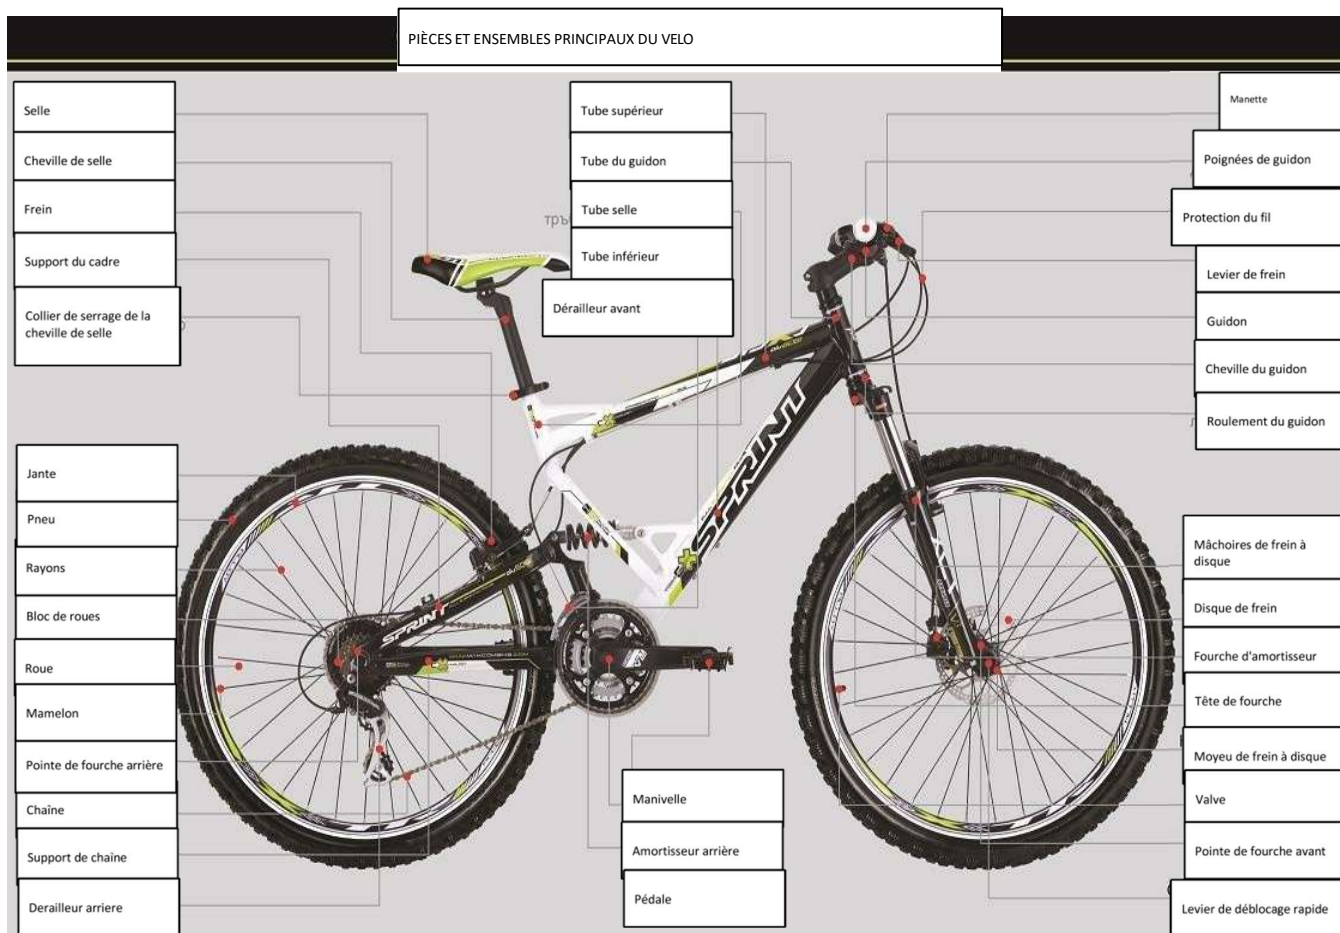 PIÈCES ET ENSEMBLES PRINCIPAUX DU VELO
Selle
Cheville de selle
Frein
Support du cadre
Collier de serrage de la
cheville de selle
Tube supérieur
Tube du guidon
Tube selle
Tube inférieur
Dérailleur avant
тръ
Manette
Poignées de guidon
Protection du fil
Levier de frein
Guidon
Cheville du guidon
Roulement du guidon
SPRINT
SPRINT
Jante
Pneu
Rayons
Bloc de roues
Roue
Mamelon
Pointe de fourche arrière
Chaîne
Support de chaîne
Derailleur arriere
Manivelle
Amortisseur arrière
Pédale
Mâchoires de frein à
disque
Disque de frein
Fourche d'amortisseur
Tête de fourche
Moyeu de frein à disque
Valve
Pointe de fourche avant
Levier de déblocage rapide